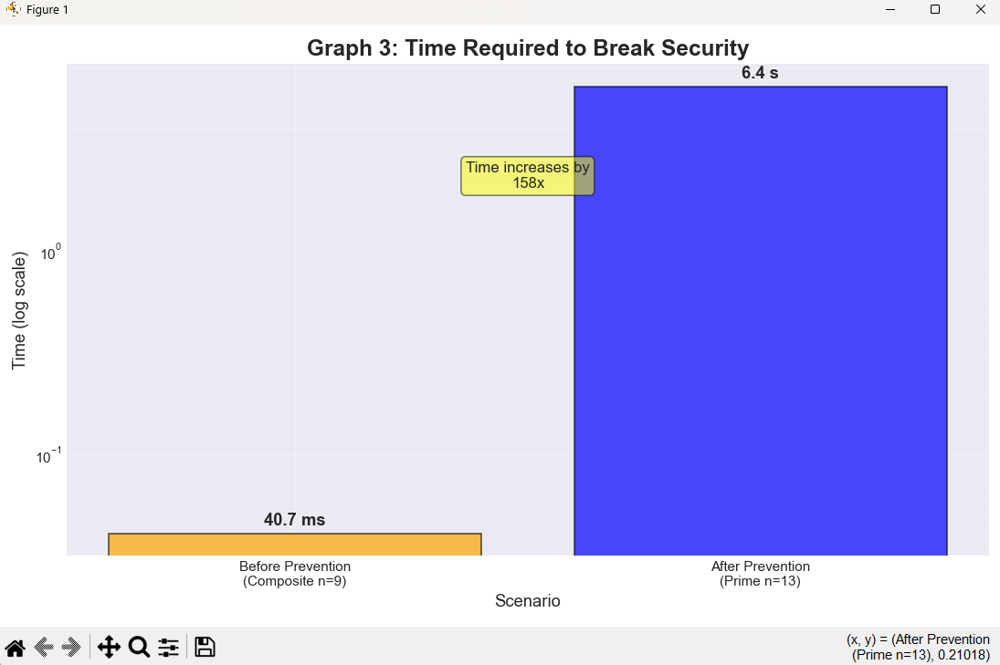 Figure 1
Graph 3: Time Required to Break Security
6.4 s
Time increases by
158x
10⁰
Time (log scale)
10⁻¹
40.7 ms
Before Prevention
(Composite n=9)
After Prevention
(Prime n=13)
Scenario
(x, y) = (After Prevention
(Prime n=13), 0.21018)